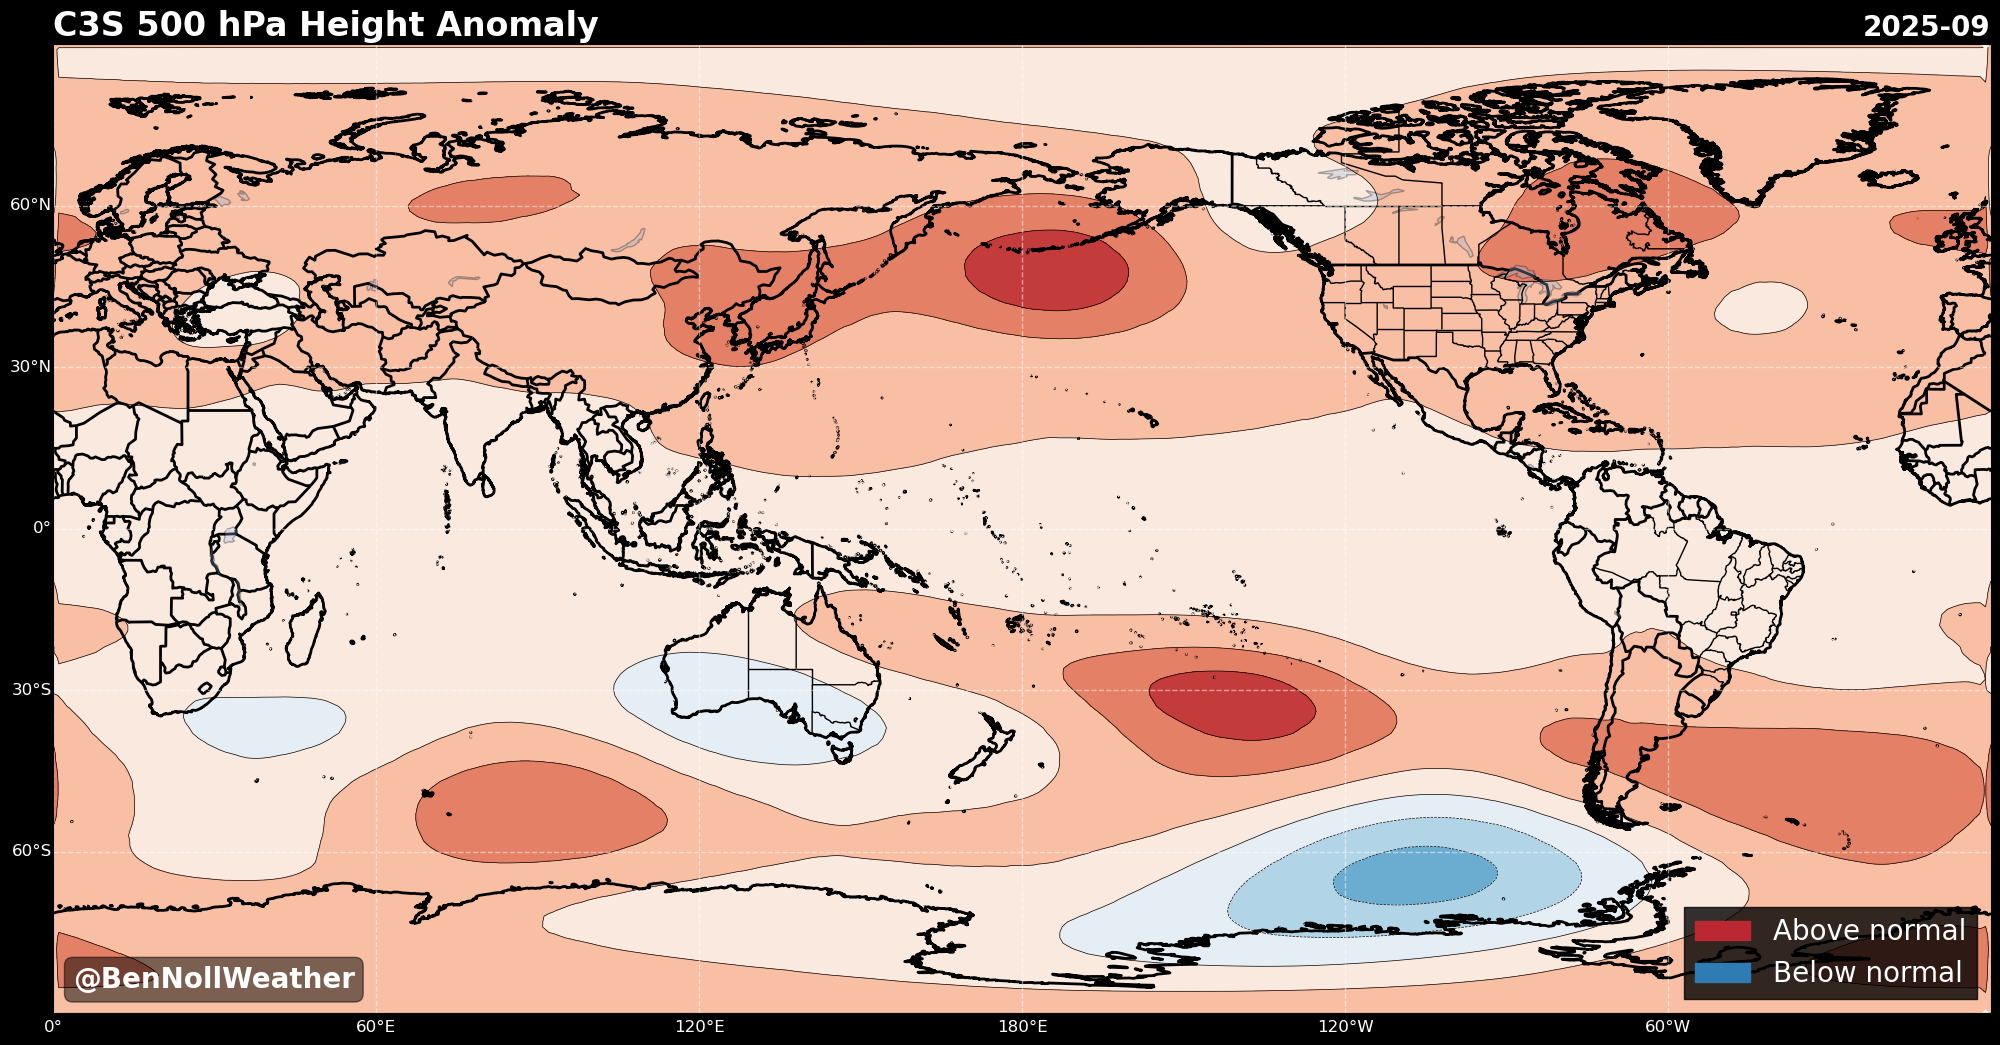 C3S 500 hPa Height Anomaly
2025-09
60°N
30°N
0°
30°S
60°S
@BenNollWeather
Above normal
Below normal
0°
60°E
120°E
180°E
120°W
60°W